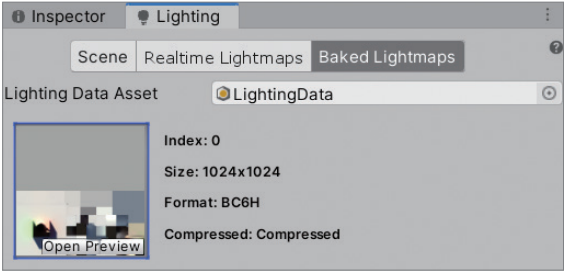 Inspector Lighting
Scene Realtime Lightmaps Baked Lightmaps
Lighting Data Asset LightingData
Index: 0
Size: 1024x1024
Format: BC6H
Compressed: Compressed
Open Preview